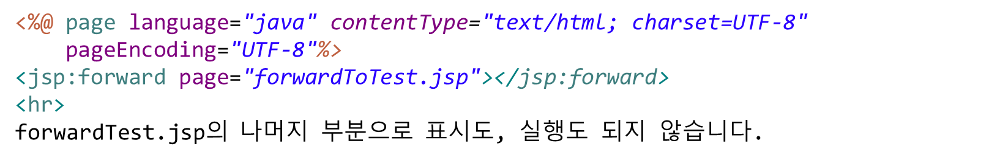 <%@ page language="java" contentType="text/html; charset=UTF-8"
    pageEncoding="UTF-8"%>
<jsp:forward page="forwardToTest.jsp"></jsp:forward>
<hr>
forwardTest.jsp의 나머지 부분으로 표시도, 실행도 되지 않습니다.